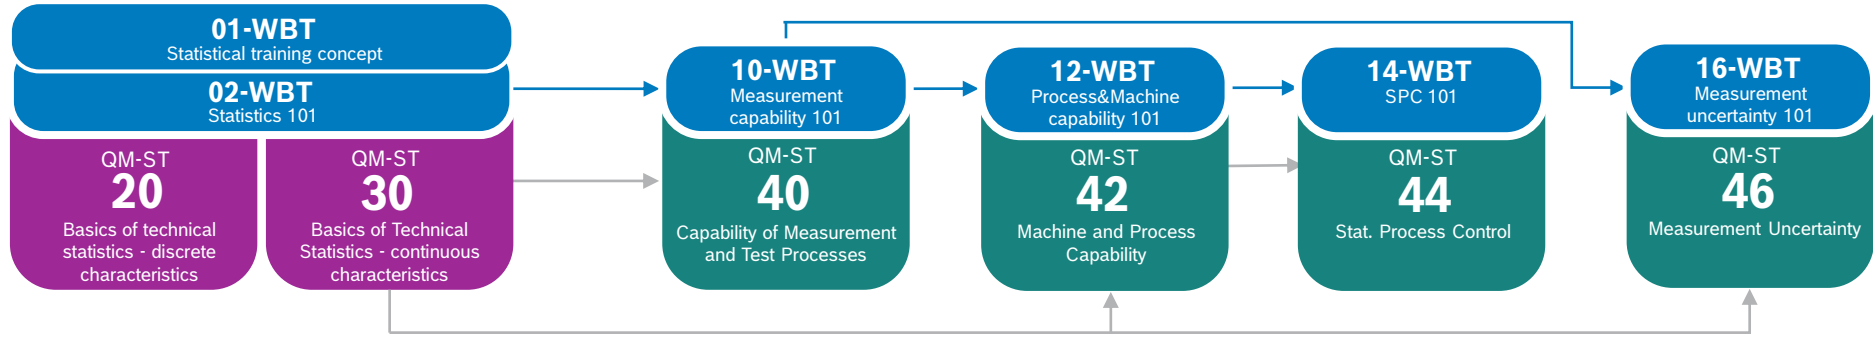 01-WBT
Statistical training concept
02-WBT
Statistics 101
QM-ST
20
Basics of technical
statistics - discrete
characteristics
QM-ST
30
Basics of Technical
Statistics - continuous
characteristics
10-WBT
Measurement
capability 101
QM-ST
40
Capability of Measurement
and Test Processes
12-WBT
Process&Machine
capability 101
QM-ST
42
Machine and Process
Capability
14-WBT
SPC 101
QM-ST
44
Stat. Process Control
16-WBT
Measurement
uncertainty 101
QM-ST
46
Measurement Uncertainty